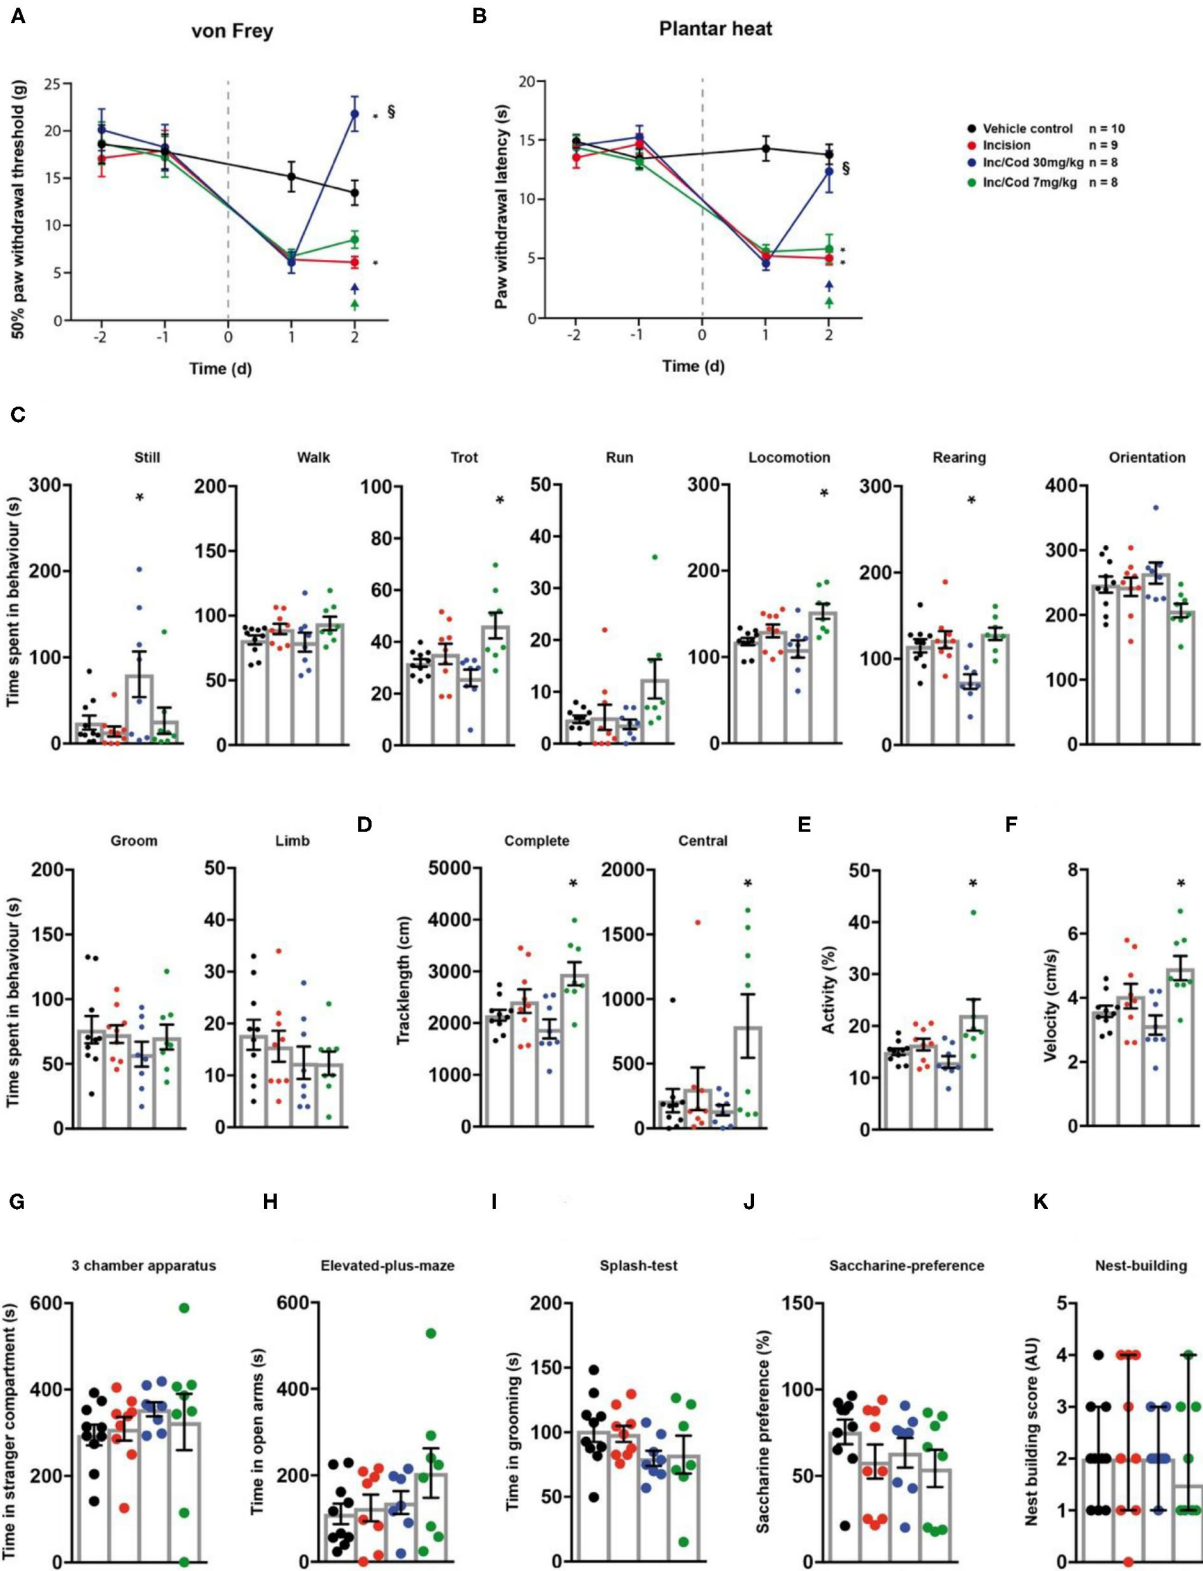 A
von Frey
50% paw withdrawal threshold (g)
25
20
15
10
5
0
* §
*
-2 -1 0 1 2
Time (d)
B
Plantar heat
Paw withdrawal latency (s)
20
15
10
5
0
§
*
*
-2 -1 0 1 2
Time (d)
Vehicle control n = 10
Incision n = 9
Inc/Cod 30mg/kg n = 8
Inc/Cod 7mg/kg n = 8
C
Time spent in behaviour (s)
Still
300
200
100
0
*
Walk
200
150
100
50
0
Trot
100
80
60
40
20
0
*
Run
50
40
30
20
10
0
Locomotion
300
200
100
0
*
Rearing
300
200
100
0
*
Orientation
400
300
200
100
0
Time spent in behaviour (s)
Groom
200
150
100
50
0
Limb
50
40
30
20
10
0
D
Tracklength (cm)
Complete
5000
4000
3000
2000
1000
0
*
Central
2000
1500
1000
500
0
*
E
Activity (%)
50
40
30
20
10
0
*
F
Velocity (cm/s)
8
6
4
2
0
*
G
3 chamber apparatus
Time in stranger compartment (s)
600
400
200
0
H
Elevated-plus-maze
Time in open arms (s)
600
400
200
0
I
Splash-test
Time in grooming (s)
200
150
100
50
0
J
Saccharine-preference
Saccharine preference (%)
150
100
50
0
K
Nest-building
Nest building score (AU)
5
4
3
2
1
0